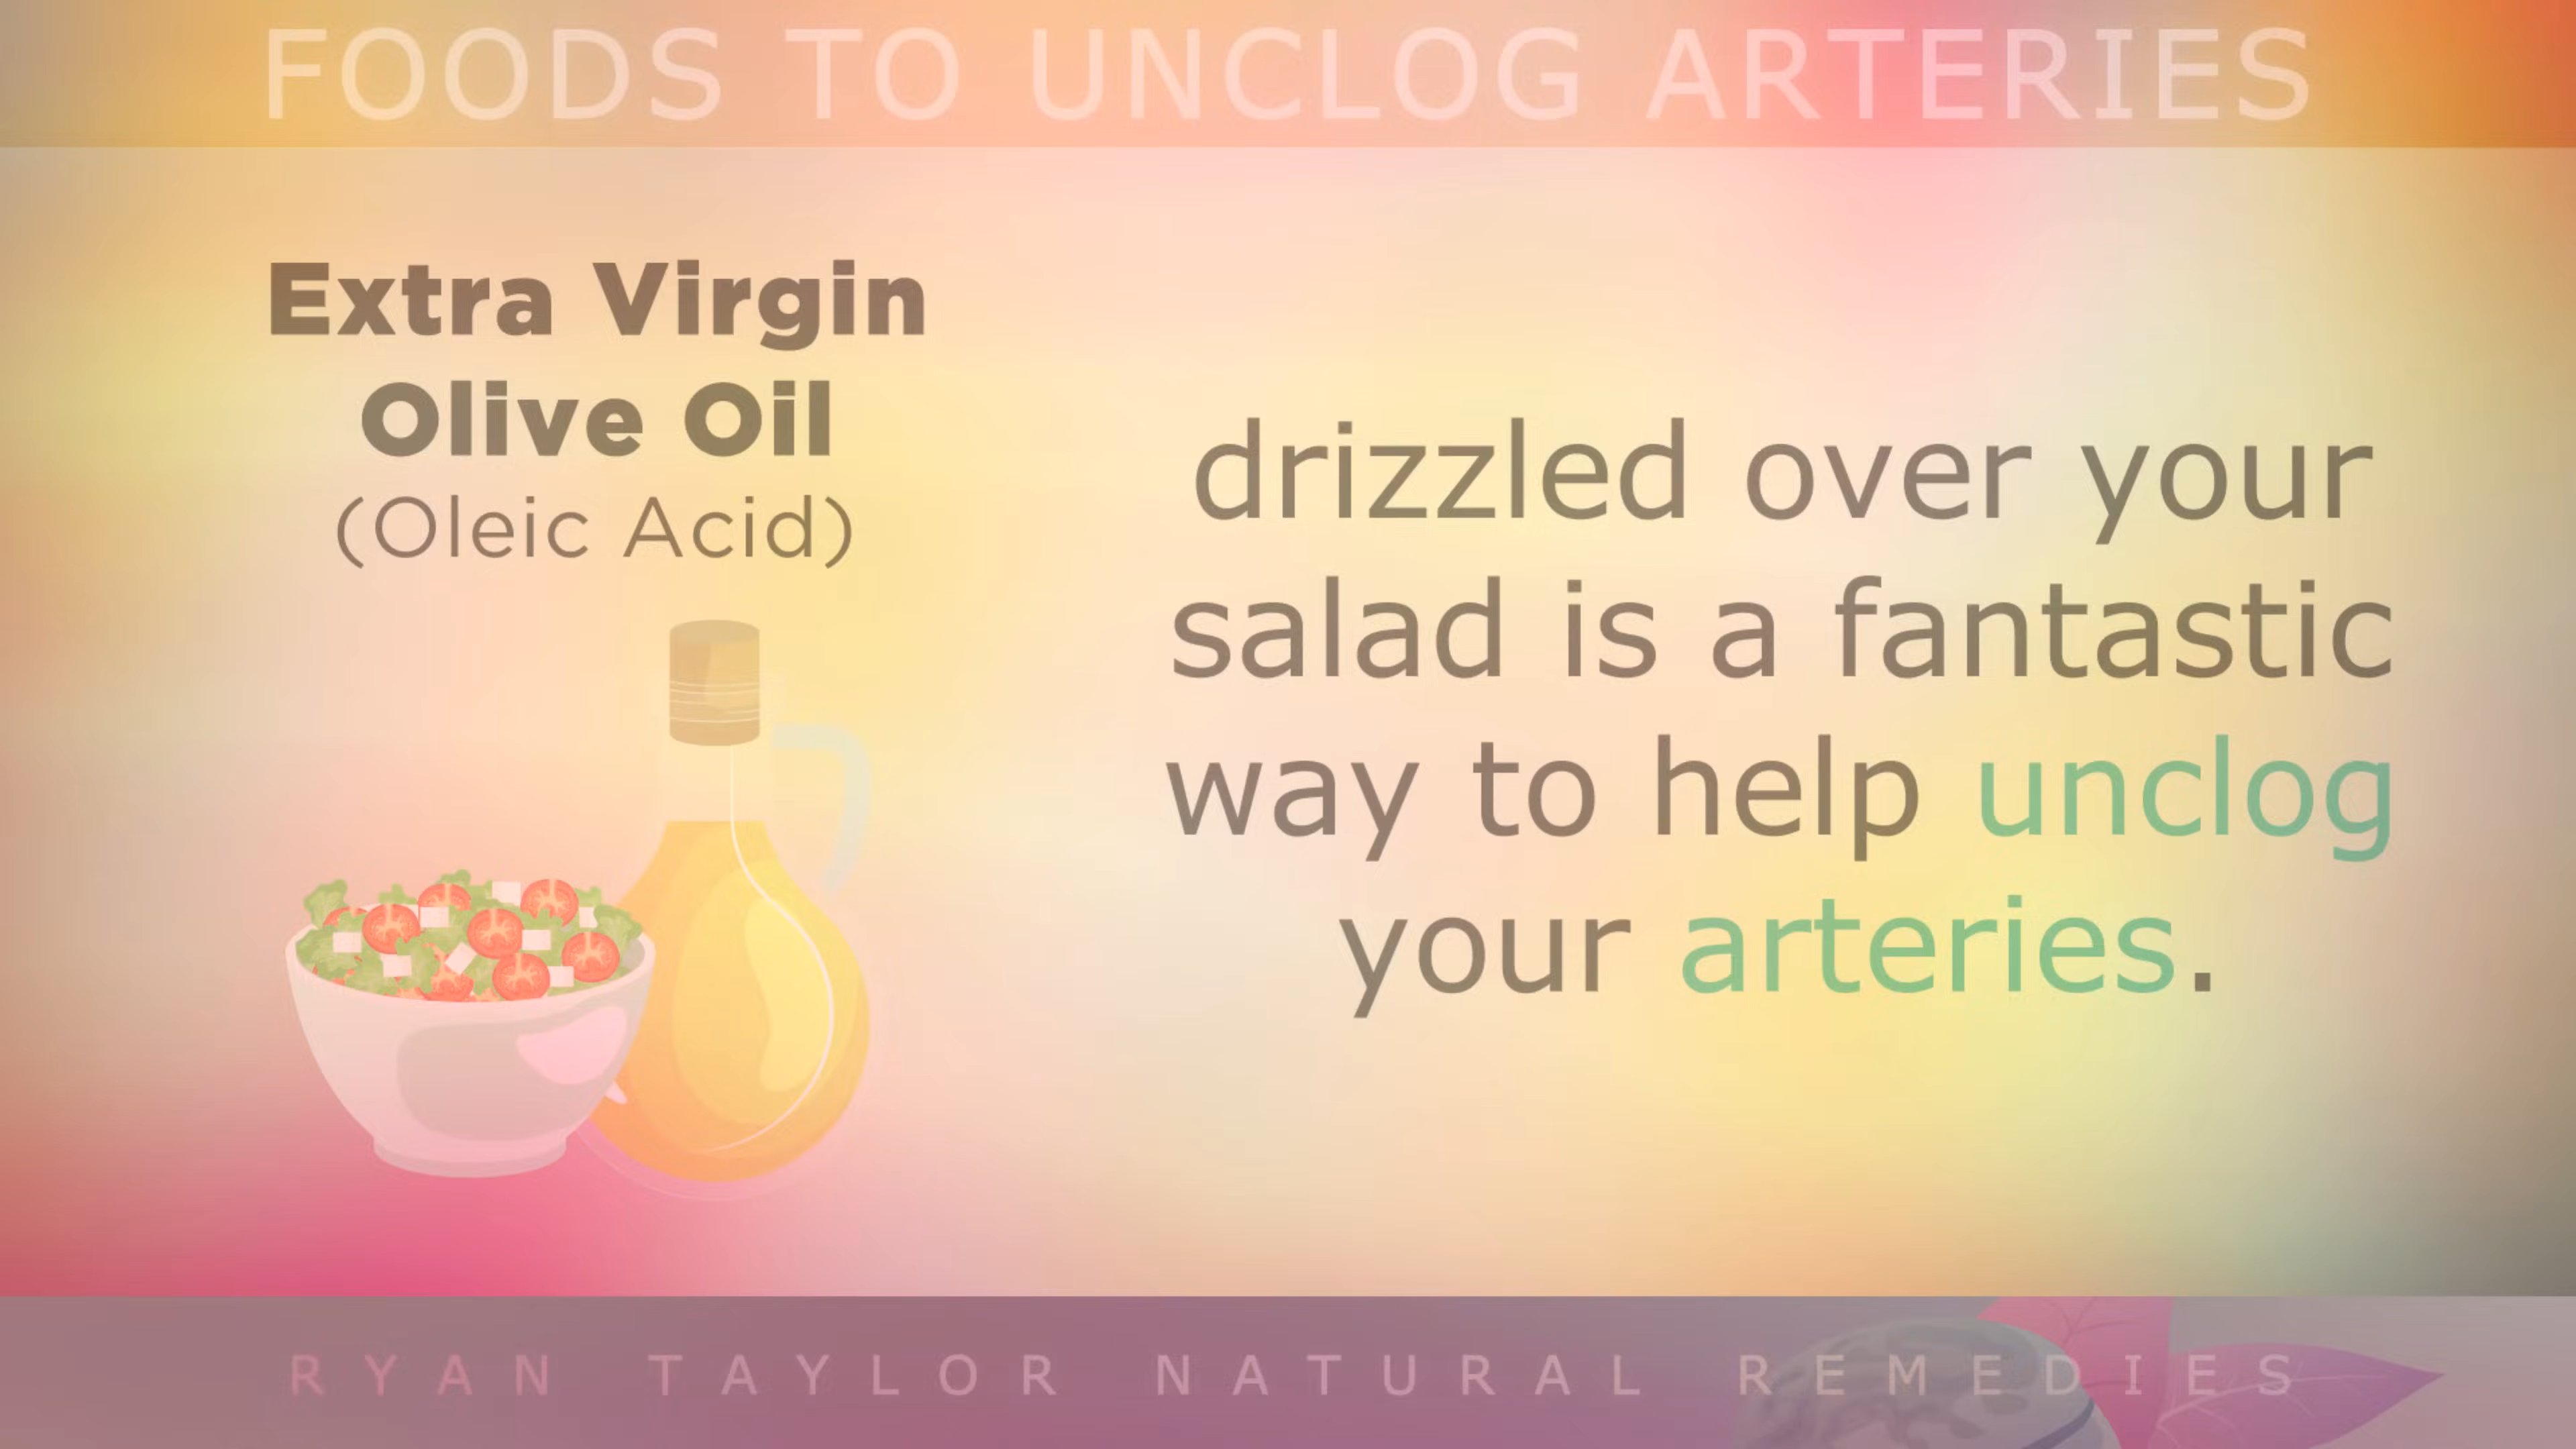 FOODS TO UNCLOG ARTERIES
Extra Virgin
Olive Oil
(Oleic Acid)
drizzled over your
salad is a fantastic
way to help unclog
your arteries.
RYAN TAYLOR NATURAL REMEDIES